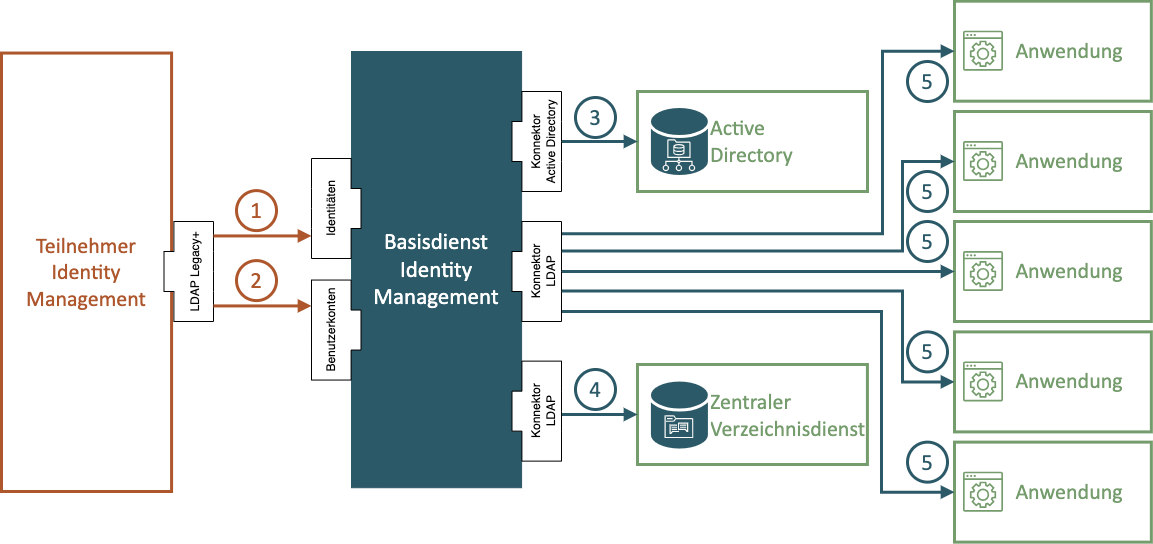 Teilnehmer
Identity
Management
LDAP Legacy+
1
2
Identitäten
Benutzerkonten
Basisdienst
Identity
Management
Konnektor
Active Directory
Konnektor
LDAP
Konnektor
LDAP
3
Active
Directory
4
Zentraler
Verzeichnisdienst
5
Anwendung
5
Anwendung
5
Anwendung
5
Anwendung
5
Anwendung